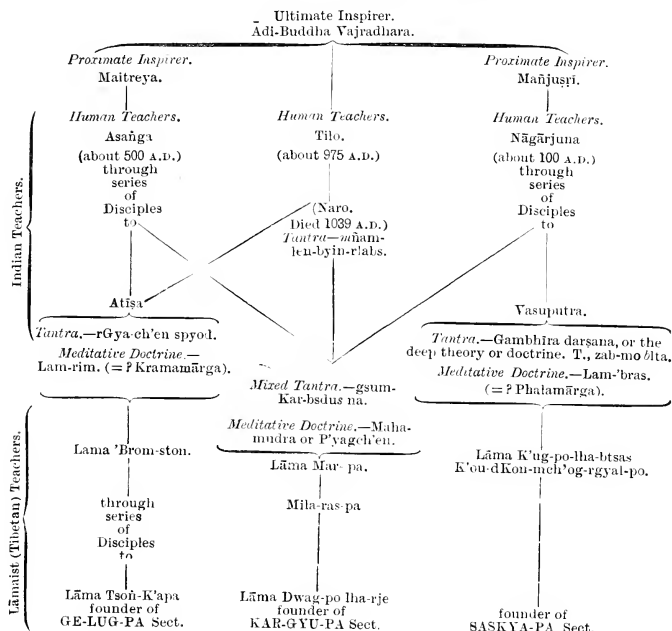 Ultimate Inspirer.
Ādi-Buddha Vajradhara.
Proximate Inspirer.
Maitreya.
Proximate Inspirer.
Mañjuṣrī.
Indian Teachers.
Human Teachers.
Asaṅga
(about 500 A.D.)
through
series
of
Disciples
to
Human Teachers.
Tilo.
(about 975 A.D.)
Human Teachers.
Nāgārjuna
(about 100 A.D.)
through
series
of
Disciples
to
(Naro.
Died 1039 A.D.)
Tantra—mñam-
len-byin-rlabs.
Atīṣa
Tantra.—rGya-ch'en spyod.
Meditative Doctrine.—
Lam-rim. (= ? Kramamārga).
Vasuputra.
Tantra.—Gambhīra darṣana, or the
deep theory or doctrine. T., zab-mo blta.
Meditative Doctrine.—Lam-'bras.
(= ? Phalamārga).
Mixed Tantra.—gsum-
Kar-bsdus na.
Meditative Doctrine.—Maha-
mudra or P'yagch'en.
Lāmaist (Tibetan) Teachers.
Lama 'Brom-ston.
through
series
of
Disciples
to
Lāma Tsoṅ-K'apa
founder of
GE-LUG-PA Sect.
Lāma Mar-pa.
Mila-ras-pa
Lāma Dwag-po lha-rje
founder of
KAR-GYU-PA Sect.
Lāma K'ug-po-lha-btsas
K'ou-dKon-mch'og-rgyal-po.
founder of
SASKYA-PA Sect.